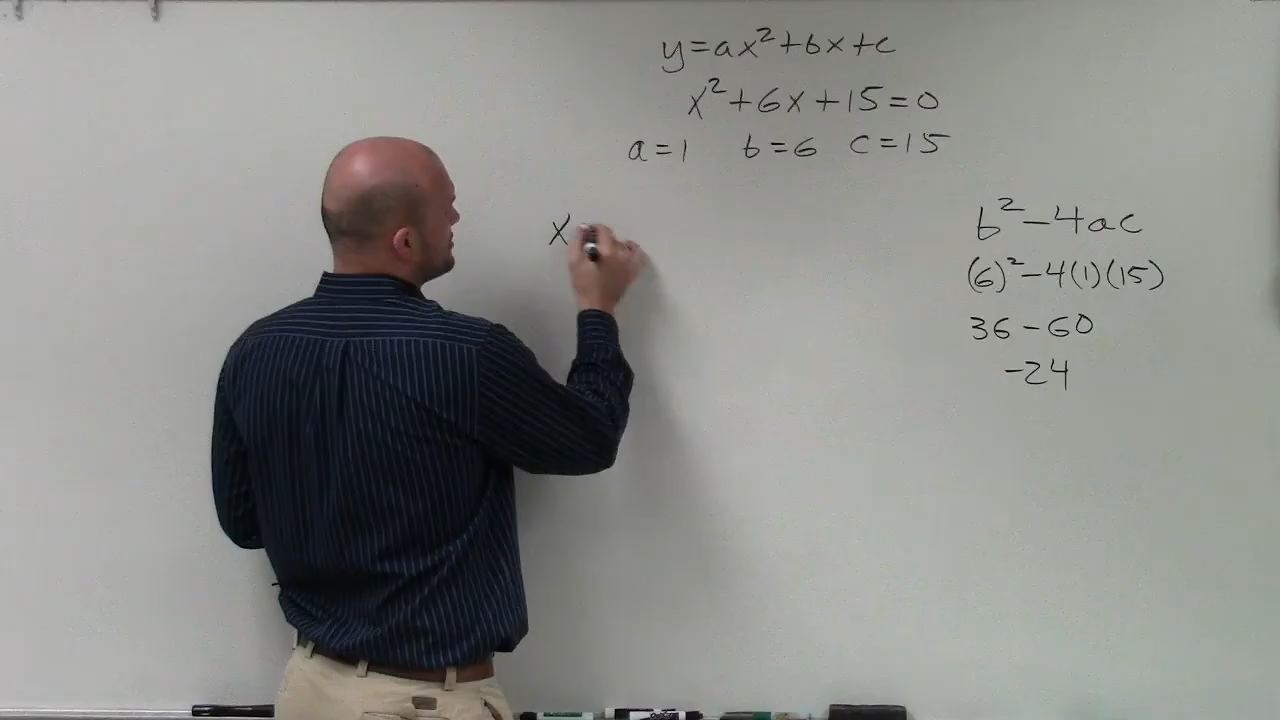 y=ax²+bx+c
x²+6x+15=0
a=1 b=6 c=15
x
b²-4ac
(6)²-4(1)(15)
36-60
-24